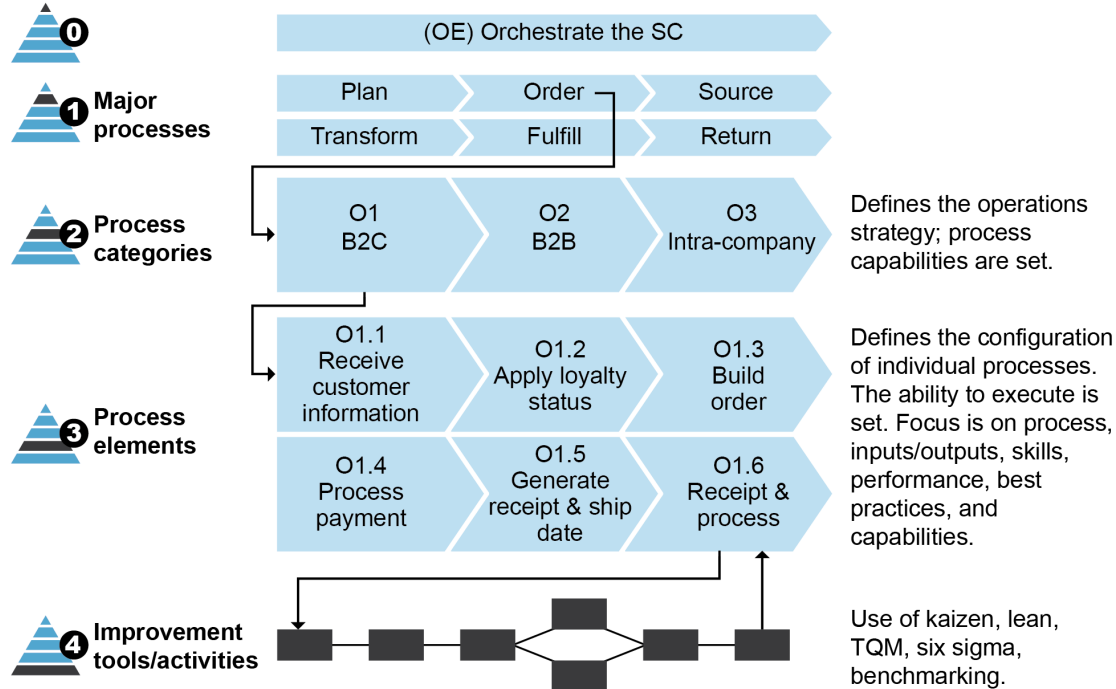 0
(OE) Orchestrate the SC
1
Major
processes
Plan
Order
Source
Transform
Fulfill
Return
2
Process
categories
O1
B2C
O2
B2B
O3
Intra-company
Defines the operations
strategy; process
capabilities are set.
3
Process
elements
O1.1
Receive
customer
information
O1.2
Apply loyalty
status
O1.3
Build
order
O1.4
Process
payment
O1.5
Generate
receipt & ship
date
O1.6
Receipt &
process
Defines the configuration
of individual processes.
The ability to execute is
set. Focus is on process,
inputs/outputs, skills,
performance, best
practices, and
capabilities.
4
Improvement
tools/activities
Use of kaizen, lean,
TQM, six sigma,
benchmarking.